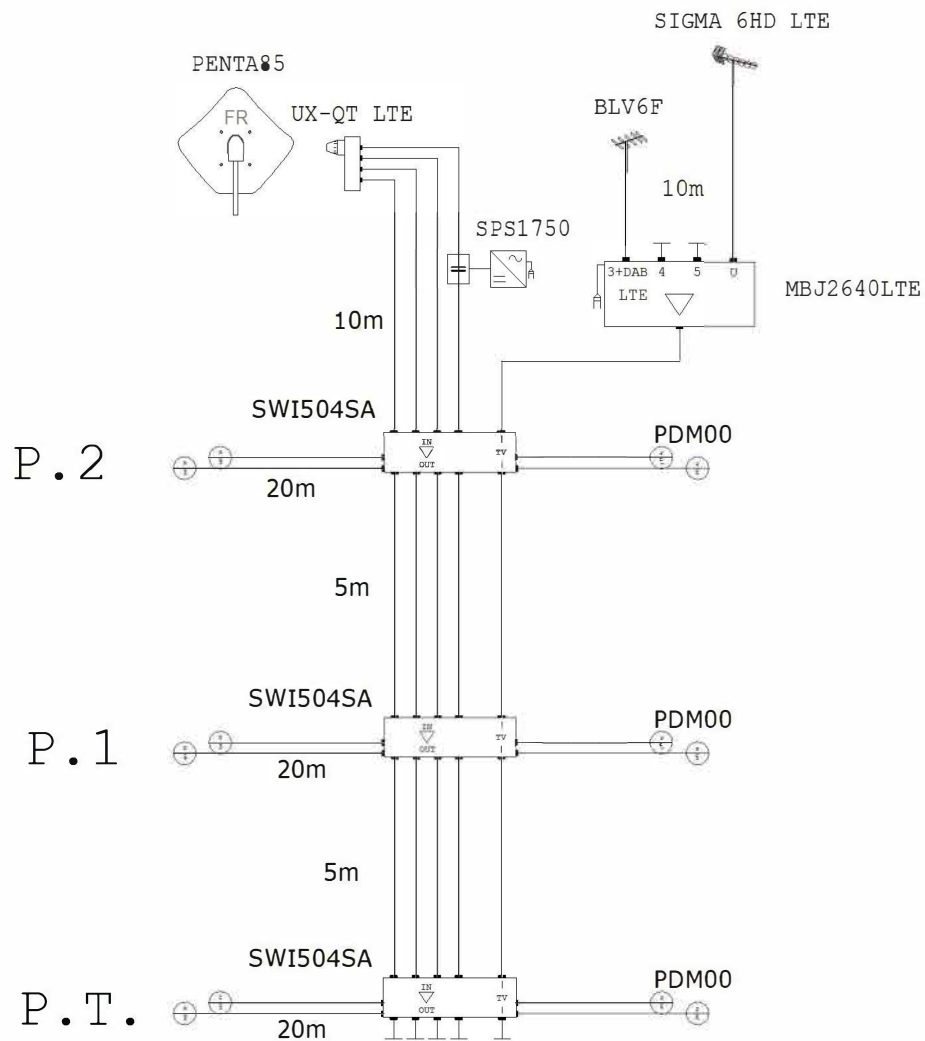 SIGMA 6HD LTE
PENTA85
FR
UX-QT LTE
BLV6F
10m
SPS1750
3+DAB 4 5 U
LTE
MBJ2640LTE
10m
SWI504SA
IN
OUT
TV
PDM00
P.2
20m
5m
SWI504SA
IN
OUT
TV
PDM00
P.1
20m
5m
SWI504SA
IN
OUT
TV
PDM00
P.T.
20m